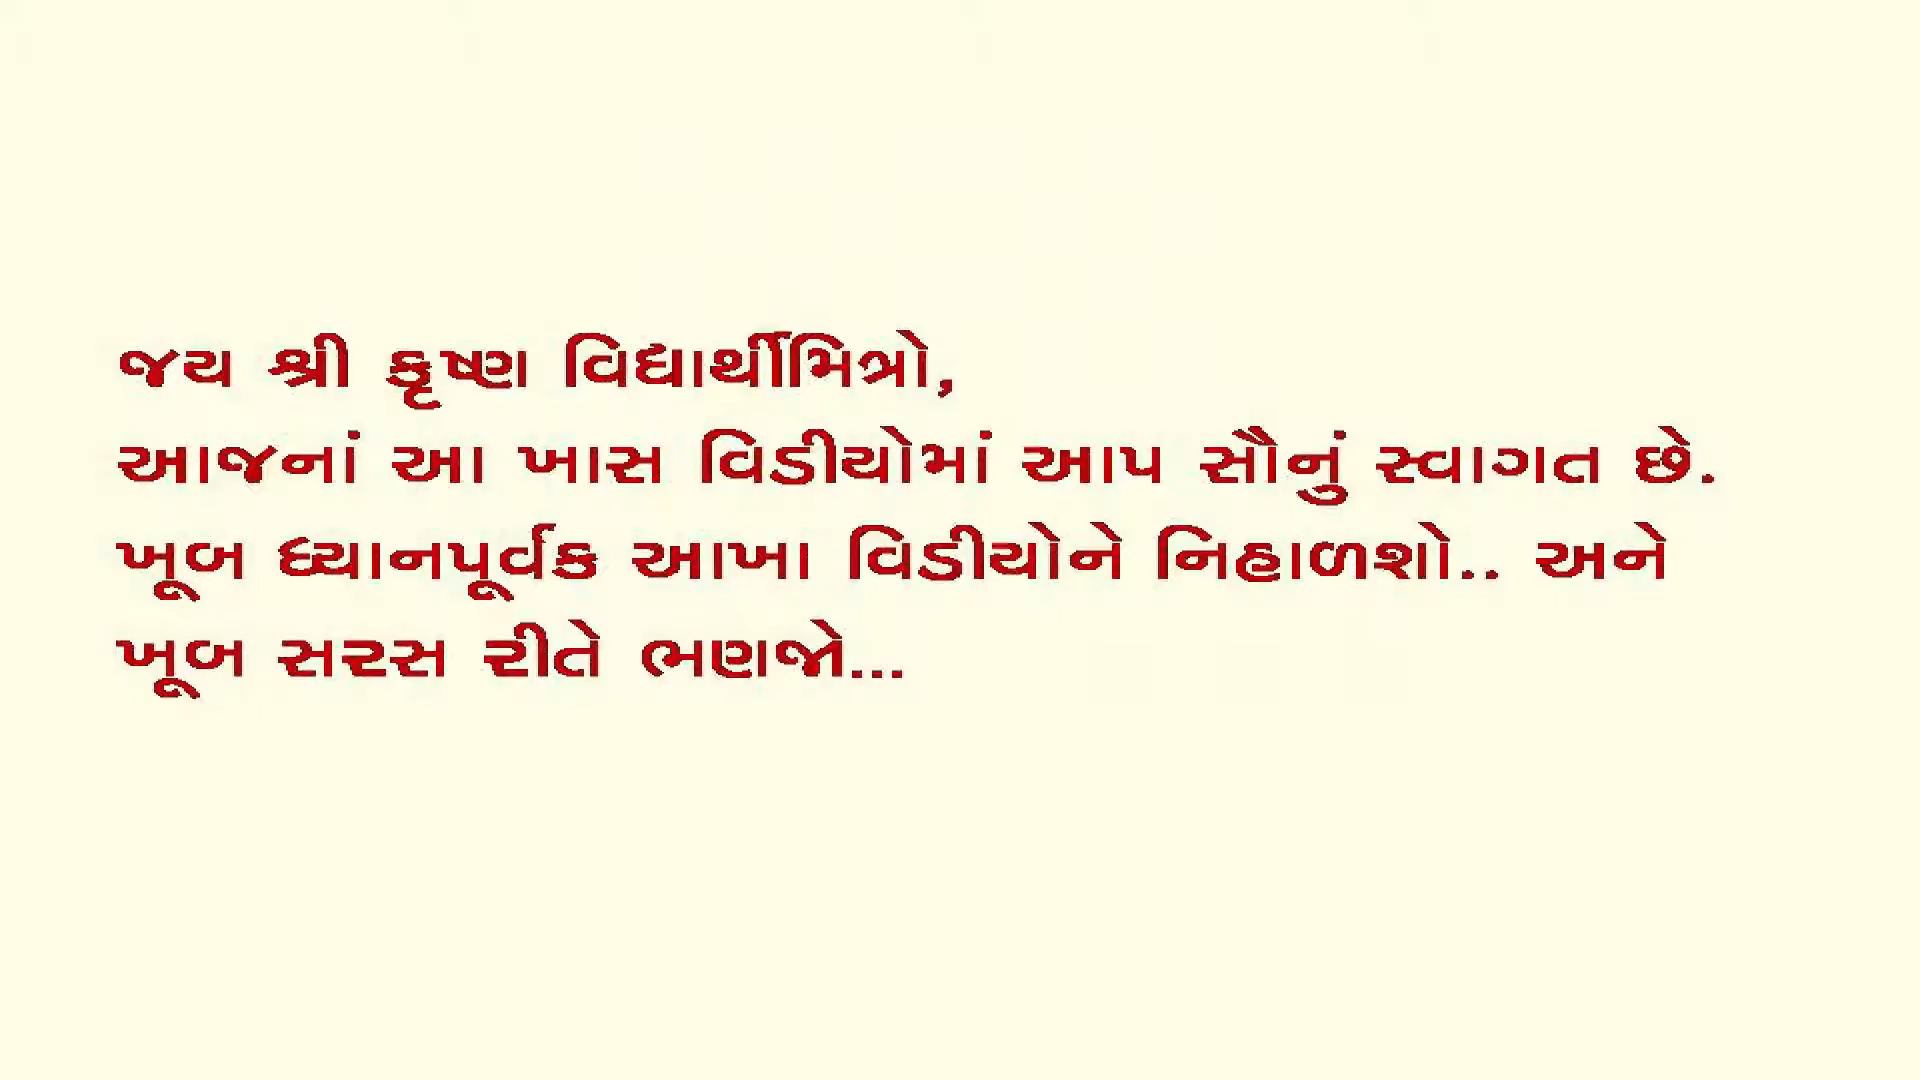 જય શ્રી કૃષ્ણ વિદ્યાર્થીમિત્રો,
આજનાં આ ખાસ વિડીયોમાં આપ સૌનું સ્વાગત છે.
ખૂબ ધ્યાનપૂર્વક આખા વિડીયોને નિહાળશો.. અને
ખૂબ સરસ રીતે ભણજો...